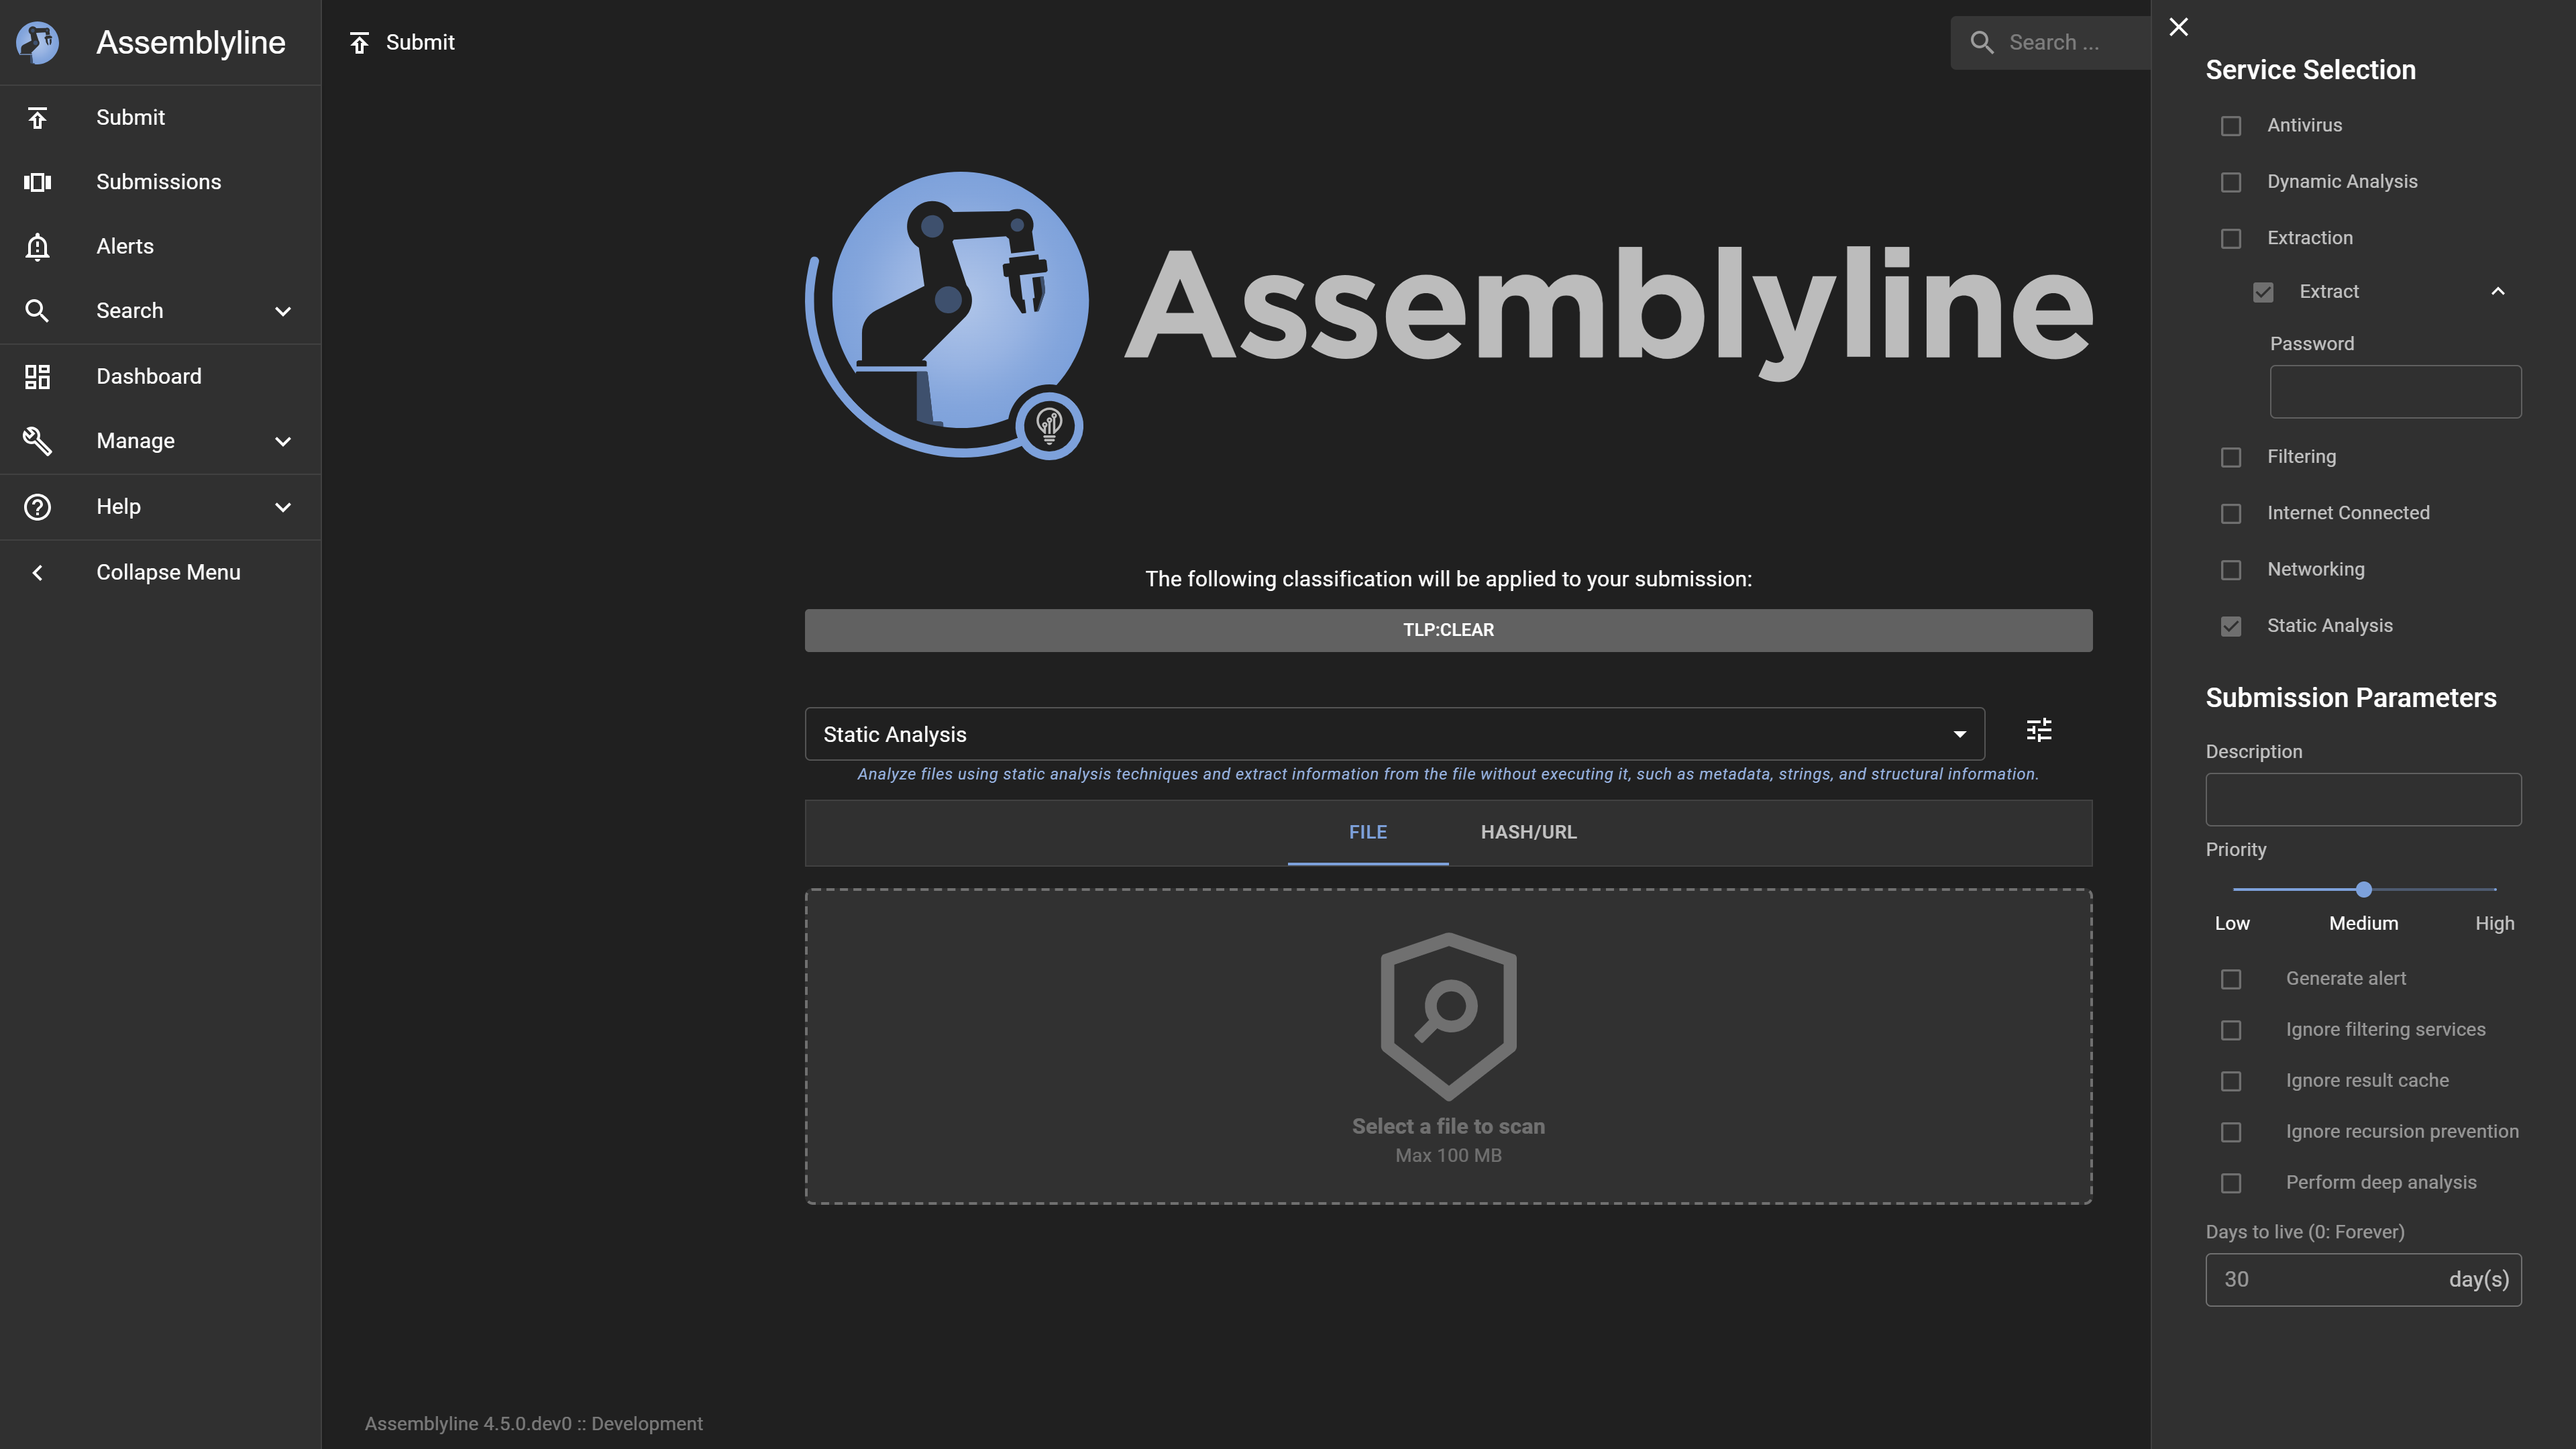 Assemblyline
Submit
Submissions
Alerts
Search
Dashboard
Manage
Help
Collapse Menu
Submit
Search ...
Assemblyline
The following classification will be applied to your submission:
TLP:CLEAR
Static Analysis
Analyze files using static analysis techniques and extract information from the file without executing it, such as metadata, strings, and structural information.
FILE HASH/URL
Select a file to scan
Max 100 MB
Assemblyline 4.5.0.dev0 :: Development
Service Selection
Antivirus
Dynamic Analysis
Extraction
Extract
Password
Filtering
Internet Connected
Networking
Static Analysis
Submission Parameters
Description
Priority
Low Medium High
Generate alert
Ignore filtering services
Ignore result cache
Ignore recursion prevention
Perform deep analysis
Days to live (0: Forever)
30 day(s)